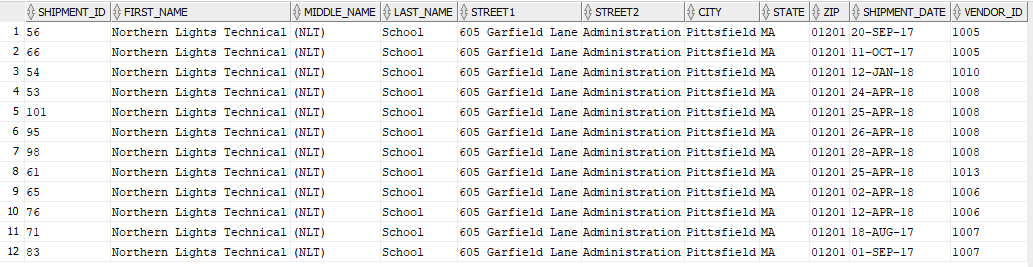 SHIPMENT_ID FIRST_NAME MIDDLE_NAME LAST_NAME STREET1 STREET2 CITY STATE ZIP SHIPMENT_DATE VENDOR_ID
1 56 Northern Lights Technical (NLT) School 605 Garfield Lane Administration Pittsfield MA 01201 20-SEP-17 1005
2 66 Northern Lights Technical (NLT) School 605 Garfield Lane Administration Pittsfield MA 01201 11-OCT-17 1005
3 54 Northern Lights Technical (NLT) School 605 Garfield Lane Administration Pittsfield MA 01201 12-JAN-18 1010
4 53 Northern Lights Technical (NLT) School 605 Garfield Lane Administration Pittsfield MA 01201 24-APR-18 1008
5 101 Northern Lights Technical (NLT) School 605 Garfield Lane Administration Pittsfield MA 01201 25-APR-18 1008
6 95 Northern Lights Technical (NLT) School 605 Garfield Lane Administration Pittsfield MA 01201 26-APR-18 1008
7 98 Northern Lights Technical (NLT) School 605 Garfield Lane Administration Pittsfield MA 01201 28-APR-18 1008
8 61 Northern Lights Technical (NLT) School 605 Garfield Lane Administration Pittsfield MA 01201 25-APR-18 1013
9 65 Northern Lights Technical (NLT) School 605 Garfield Lane Administration Pittsfield MA 01201 02-APR-18 1006
10 76 Northern Lights Technical (NLT) School 605 Garfield Lane Administration Pittsfield MA 01201 12-APR-18 1006
11 71 Northern Lights Technical (NLT) School 605 Garfield Lane Administration Pittsfield MA 01201 18-AUG-17 1007
12 83 Northern Lights Technical (NLT) School 605 Garfield Lane Administration Pittsfield MA 01201 01-SEP-17 1007